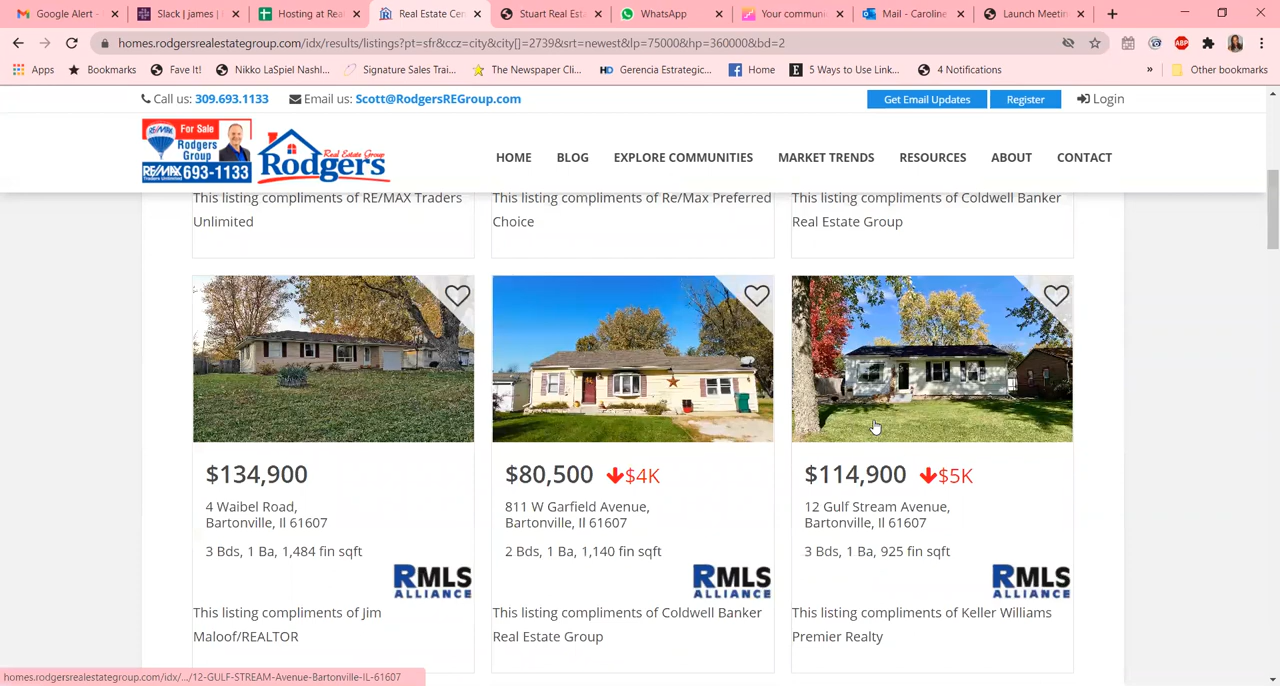 Google Alert -
Slack | james |
Hosting at Rea
Real Estate Cen
Stuart Real Est
WhatsApp
Your communi
Mail - Caroline
Launch Meetin
homes.rodgersrealestategroup.com/idx/results/listings?pt=sfr&ccz=city&city[]=2739&srt=newest&lp=75000&hp=360000&bd=2
ABP
Apps
Bookmarks
Fave It!
Nikko LaSpiel Nashl...
Signature Sales Trai...
The Newspaper Cli...
HD Gerencia Estrategic...
Home
E 5 Ways to Use Link...
4 Notifications
»
Other bookmarks
Call us: 309.693.1133
Email us: Scott@RodgersREGroup.com
Get Email Updates
Register
Login
For Sale
Rodgers
Group
RE/MAX 693-1133
Traders Unlimited
Rodgers
Real Estate Group
HOME
BLOG
EXPLORE COMMUNITIES
MARKET TRENDS
RESOURCES
ABOUT
CONTACT
This listing compliments of RE/MAX Traders
Unlimited
This listing compliments of Re/Max Preferred
Choice
This listing compliments of Coldwell Banker
Real Estate Group
$134,900
4 Waibel Road,
Bartonville, Il 61607
3 Bds, 1 Ba, 1,484 fin sqft
RMLS
ALLIANCE
This listing compliments of Jim
Maloof/REALTOR
$80,500 $4K
811 W Garfield Avenue,
Bartonville, Il 61607
2 Bds, 1 Ba, 1,140 fin sqft
RMLS
ALLIANCE
This listing compliments of Coldwell Banker
Real Estate Group
$114,900 $5K
12 Gulf Stream Avenue,
Bartonville, Il 61607
3 Bds, 1 Ba, 925 fin sqft
RMLS
ALLIANCE
This listing compliments of Keller Williams
Premier Realty
homes.rodgersrealestategroup.com/idx/.../12-GULF-STREAM-Avenue-Bartonville-IL-61607